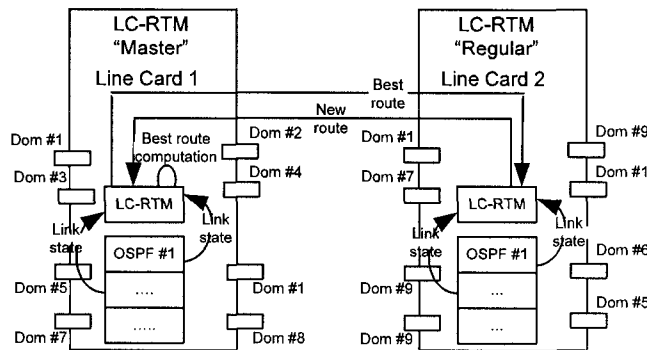 LC-RTM
"Master"
Line Card 1
Dom #1
Dom #3
Best route
computation
Dom #2
Dom #4
LC-RTM
Link
state
Link
state
OSPF #1
....
.....
Dom #5
Dom #7
Dom #1
Dom #8
Best
route
New
route
LC-RTM
"Regular"
Line Card 2
Dom #1
Dom #7
Dom #9
Dom #1
LC-RTM
Link
state
Link
state
OSPF #1
...
...
Dom #9
Dom #9
Dom #6
Dom #5